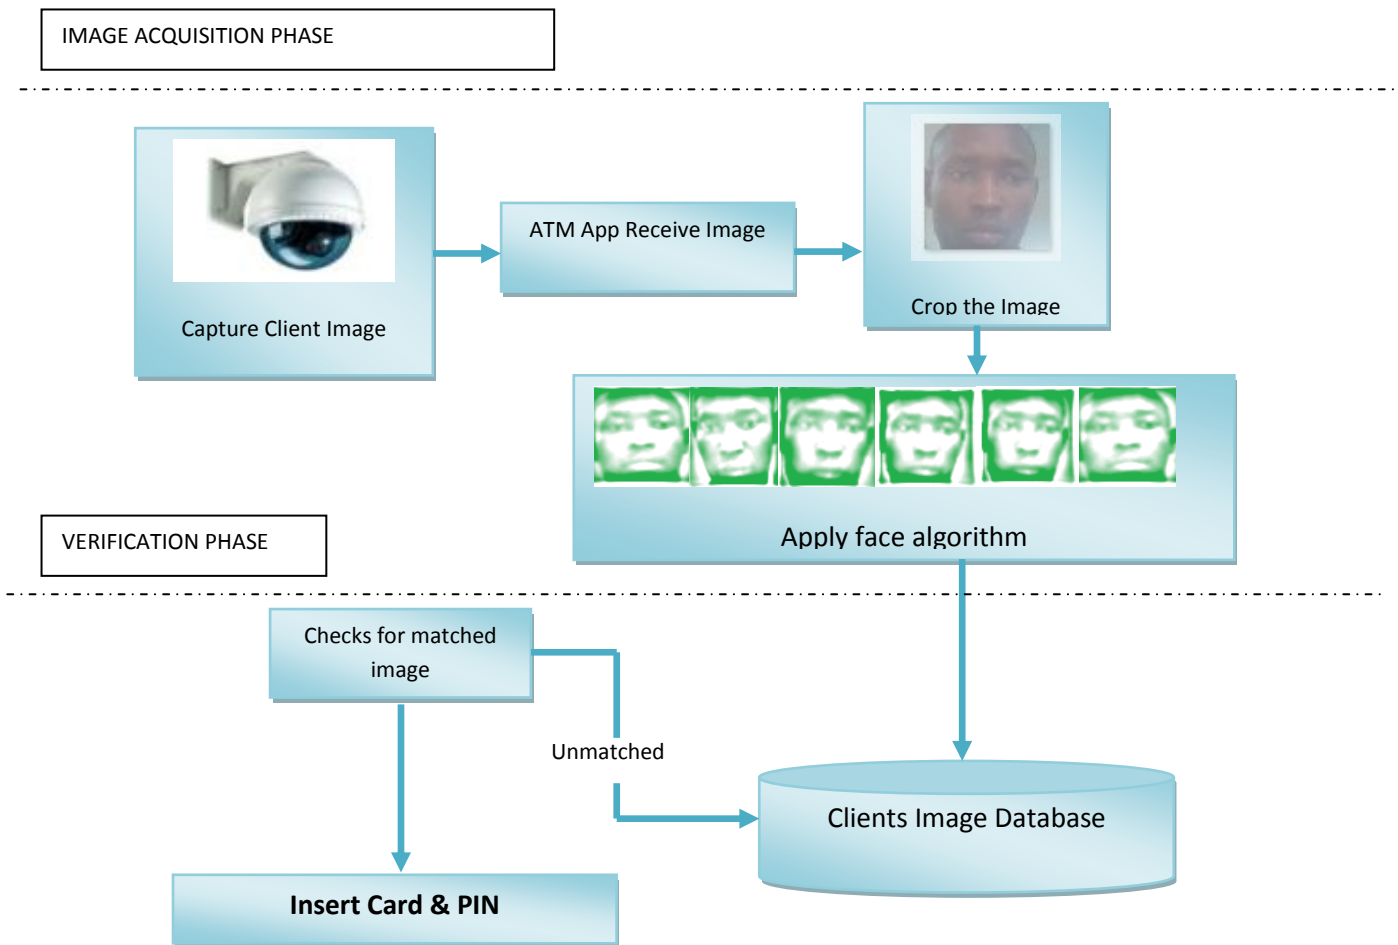 IMAGE ACQUISITION PHASE
ATM App Receive Image
Capture Client Image
Crop the Image
Apply face algorithm
VERIFICATION PHASE
Checks for matched
image
Unmatched
Clients Image Database
Insert Card & PIN